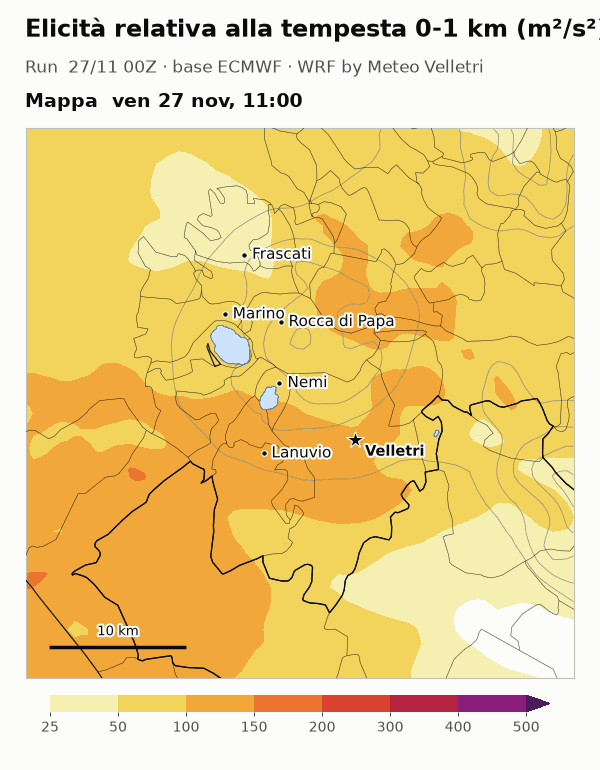 Elicità relativa alla tempesta 0-1 km (m²/s²)
Run 27/11 00Z · base ECMWF · WRF by Meteo Velletri
Mappa ven 27 nov, 11:00
Frascati
Marino
Rocca di Papa
Nemi
Velletri
Lanuvio
10 km
25 50 100 150 200 300 400 500